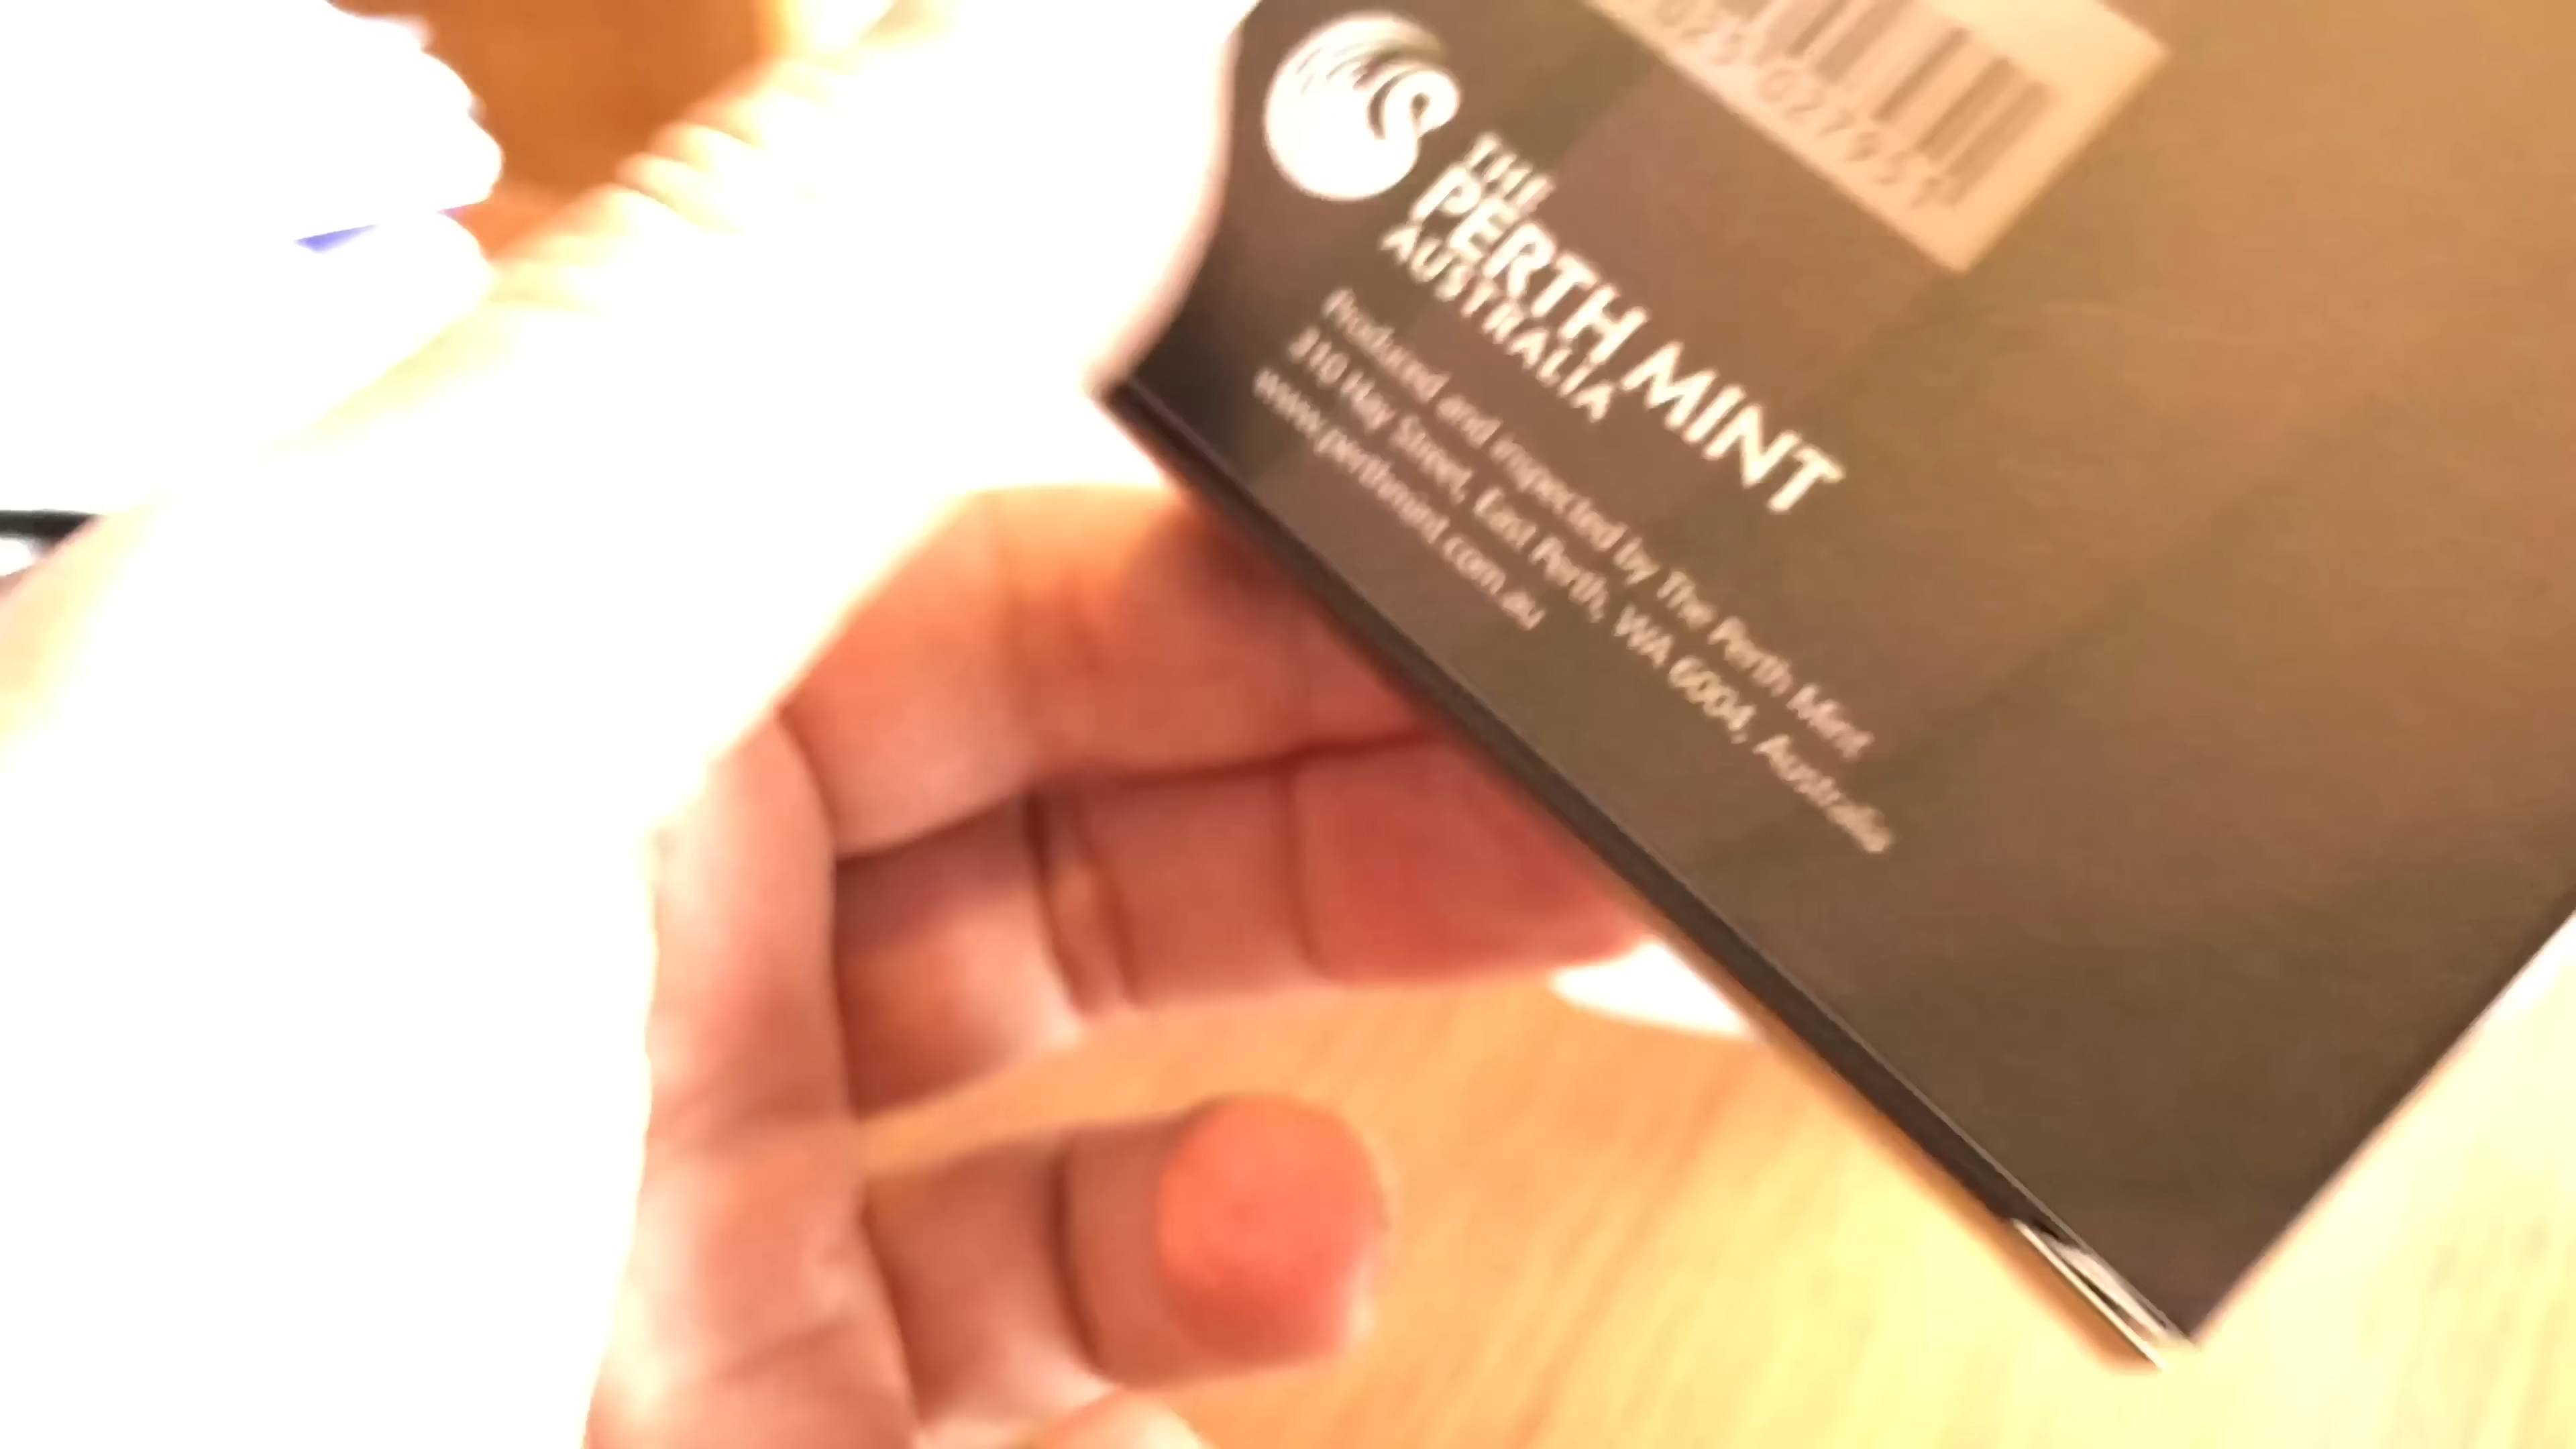 THE
PERTH MINT
AUSTRALIA
Produced and inspected by The Perth Mint
310 Hay Street, East Perth, WA 6004, Australia
www.perthmint.com.au